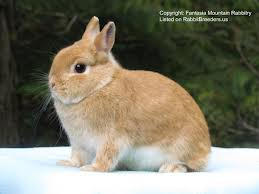 Copyright: Fantasia Mountain Rabbitry
Listed on RabbitBreeders.us